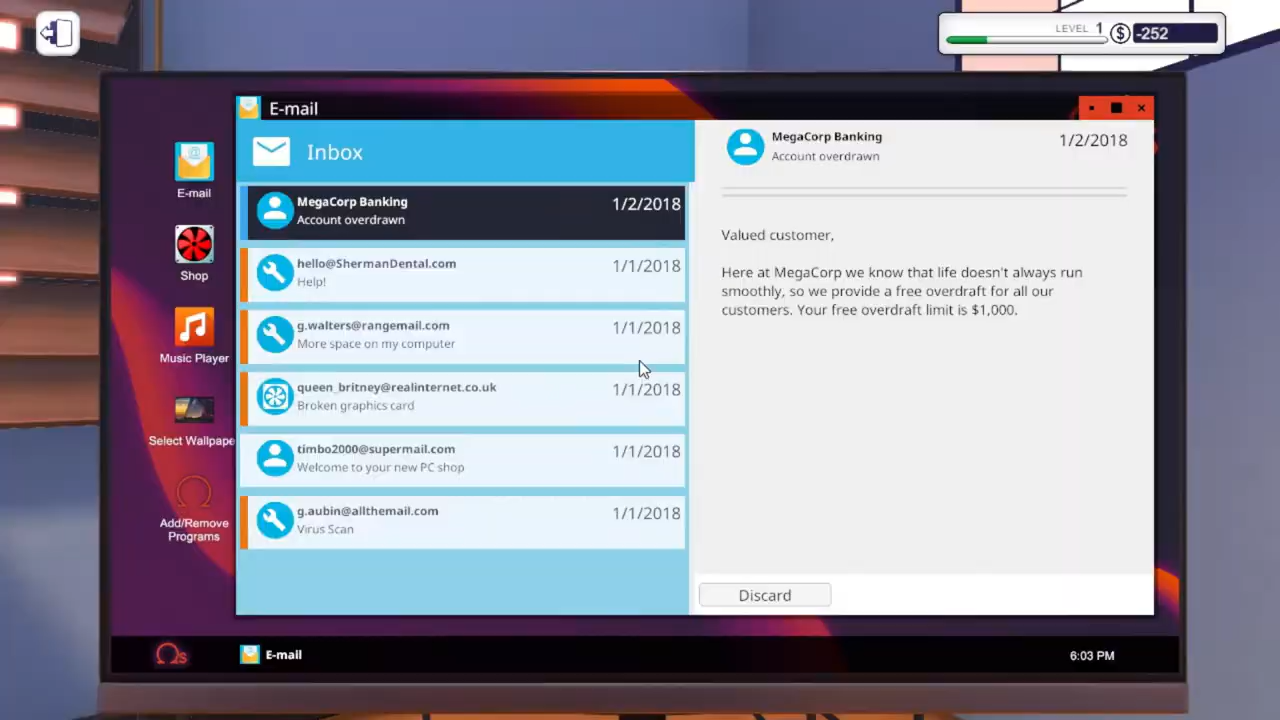 LEVEL 1
$ -252
E-mail
Inbox
MegaCorp Banking
Account overdrawn
1/2/2018
hello@ShermanDental.com
Help!
1/1/2018
g.walters@rangemail.com
More space on my computer
1/1/2018
queen_britney@realinternet.co.uk
Broken graphics card
1/1/2018
timbo2000@supermail.com
Welcome to your new PC shop
1/1/2018
g.aubin@allthemail.com
Virus Scan
1/1/2018
MegaCorp Banking
Account overdrawn
1/2/2018
Valued customer,
Here at MegaCorp we know that life doesn't always run
smoothly, so we provide a free overdraft for all our
customers. Your free overdraft limit is $1,000.
Discard
E-mail
Shop
Music Player
Select Wallpape
Add/Remove
Programs
Ωs
E-mail
6:03 PM